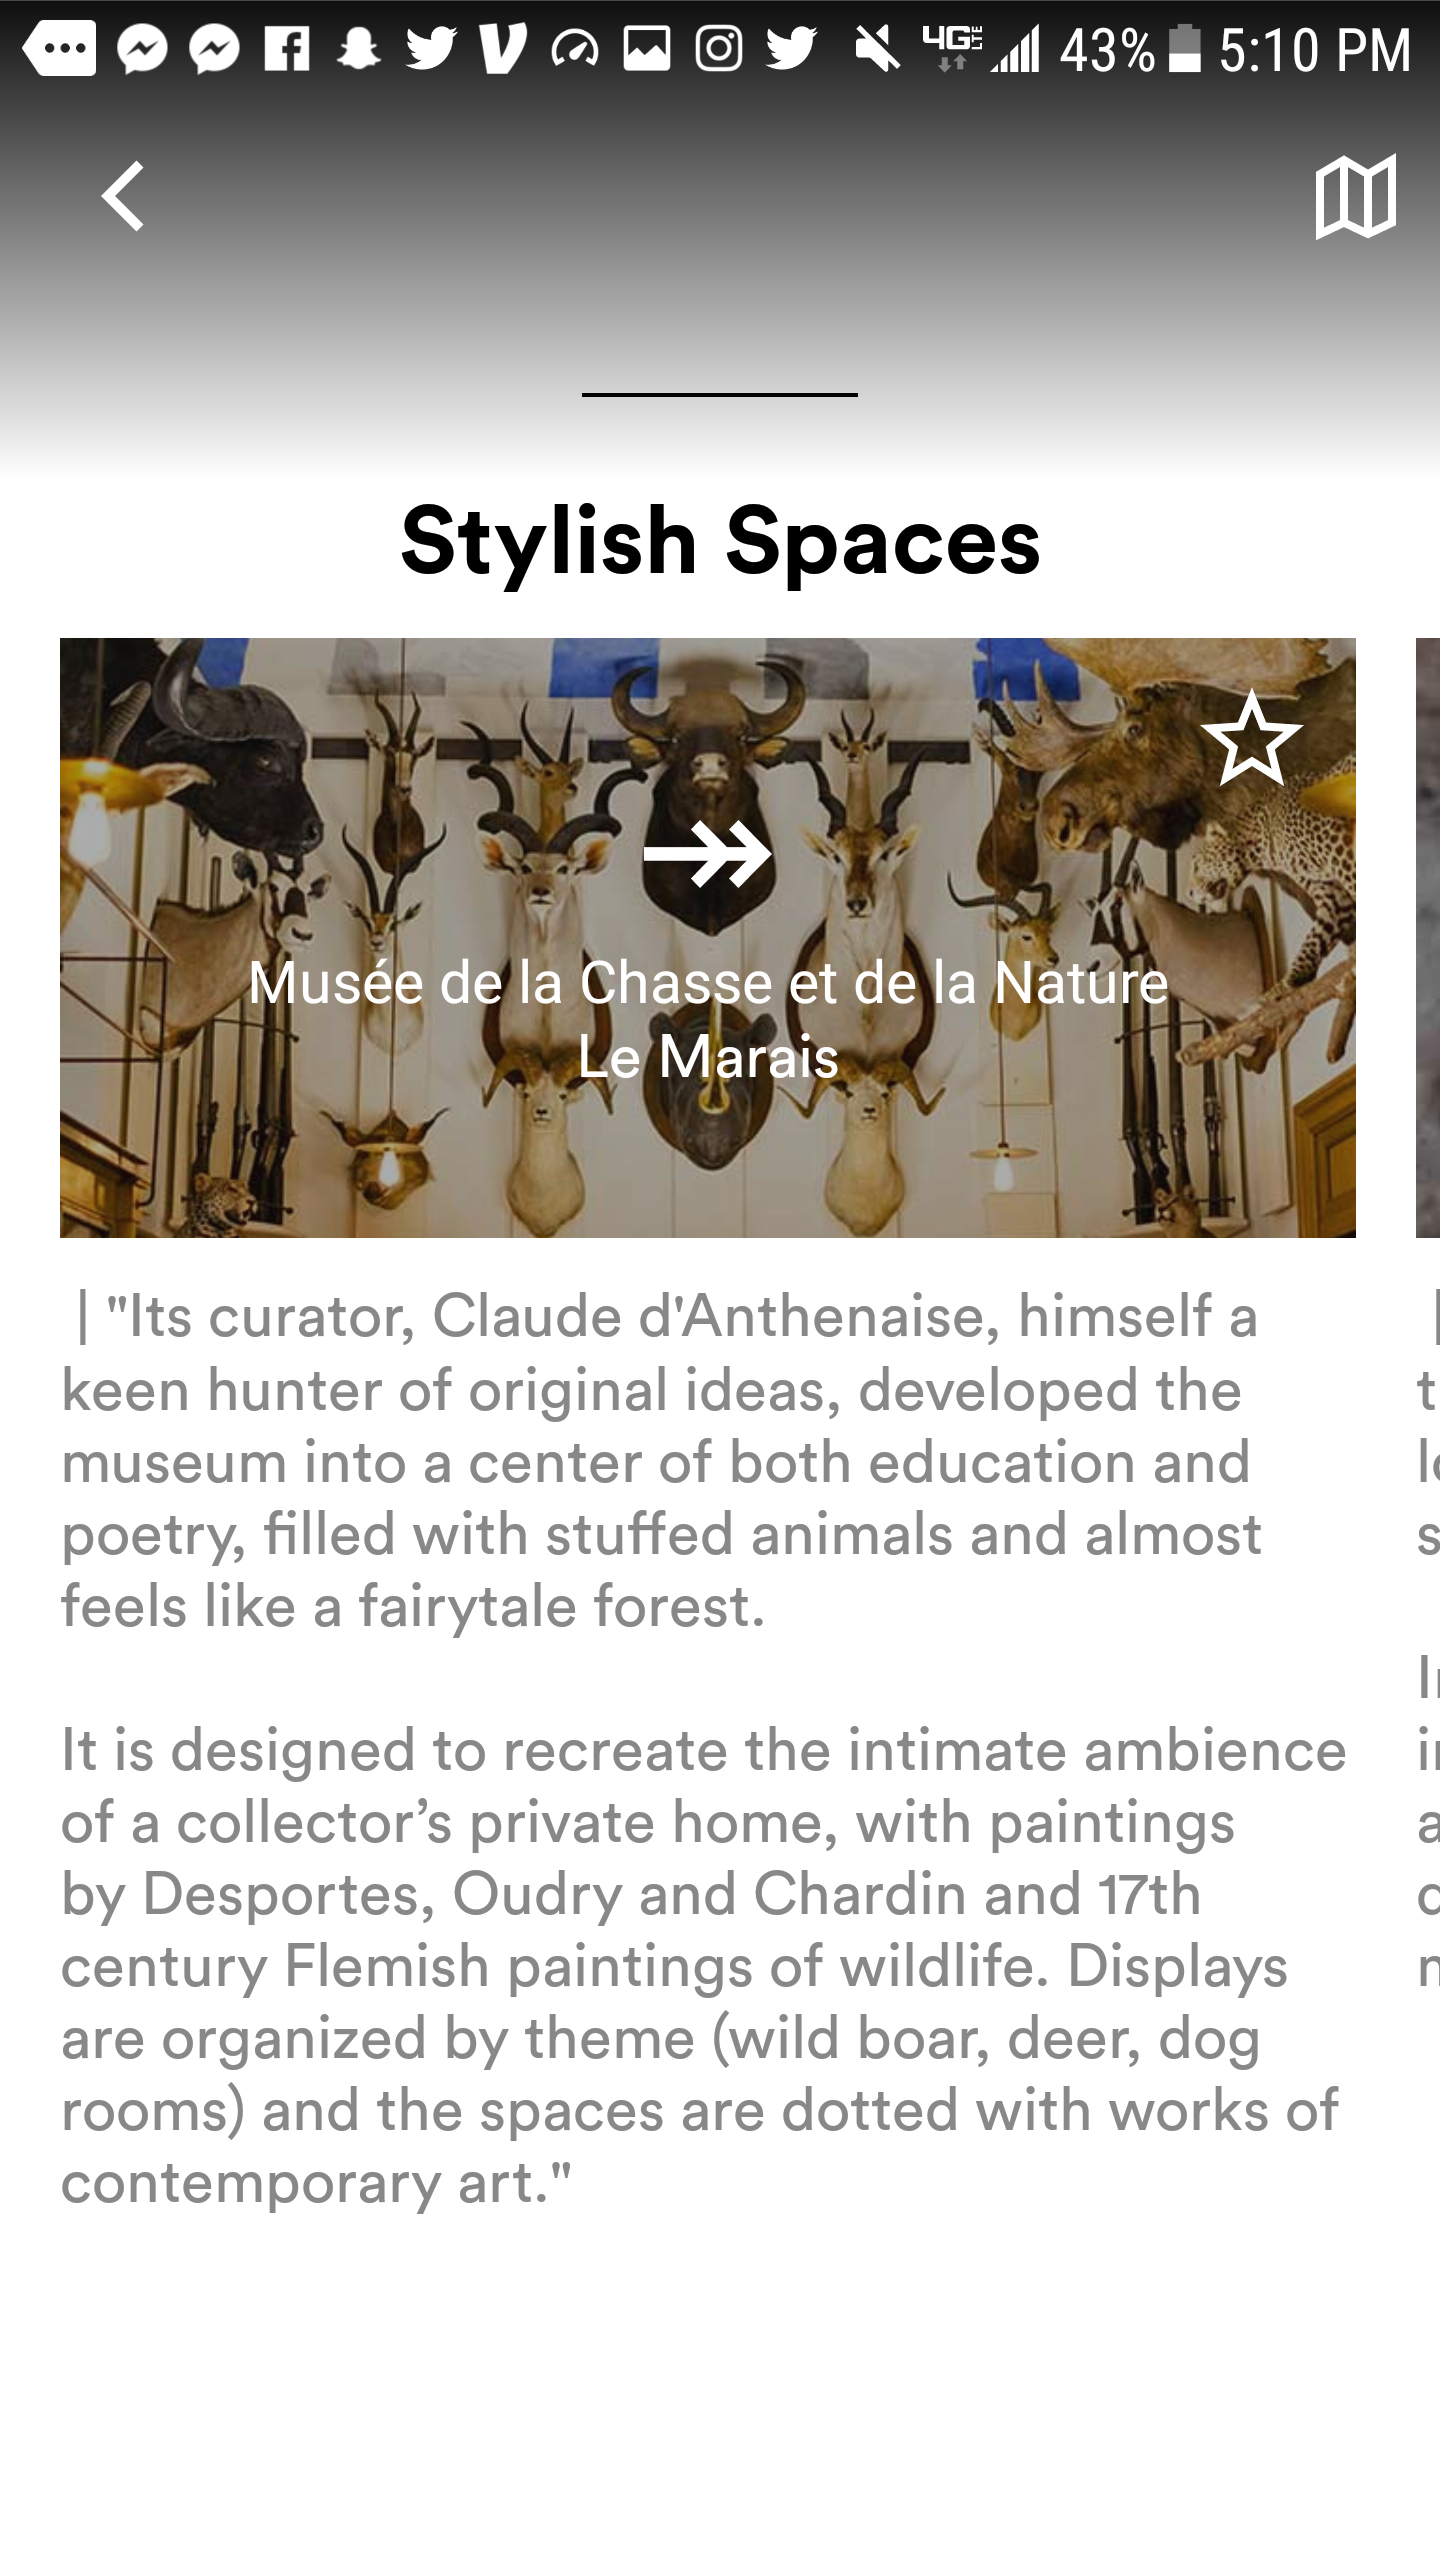 4G LTE 43% 5:10 PM
Stylish Spaces
Musée de la Chasse et de la Nature
Le Marais
| "Its curator, Claude d'Anthenaise, himself a
keen hunter of original ideas, developed the
museum into a center of both education and
poetry, filled with stuffed animals and almost
feels like a fairytale forest.
It is designed to recreate the intimate ambience
of a collector’s private home, with paintings
by Desportes, Oudry and Chardin and 17th
century Flemish paintings of wildlife. Displays
are organized by theme (wild boar, deer, dog
rooms) and the spaces are dotted with works of
contemporary art."